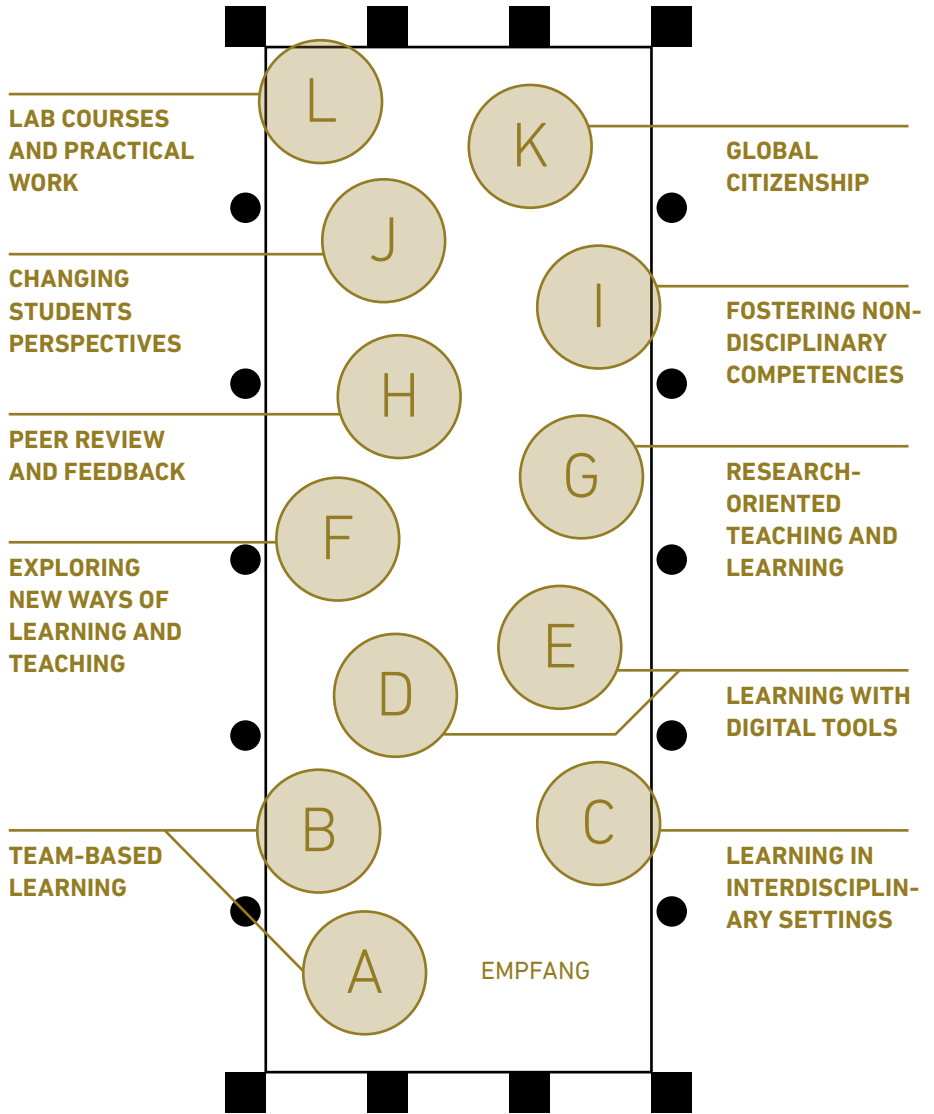 L
LAB COURSES
AND PRACTICAL
WORK
K
GLOBAL
CITIZENSHIP
J
CHANGING
STUDENTS
PERSPECTIVES
I
FOSTERING NON-
DISCIPLINARY
COMPETENCIES
H
PEER REVIEW
AND FEEDBACK
G
RESEARCH-
ORIENTED
TEACHING AND
LEARNING
F
EXPLORING
NEW WAYS OF
LEARNING AND
TEACHING
E
D
LEARNING WITH
DIGITAL TOOLS
B
TEAM-BASED
LEARNING
C
LEARNING IN
INTERDISCIPLIN-
ARY SETTINGS
A
EMPFANG